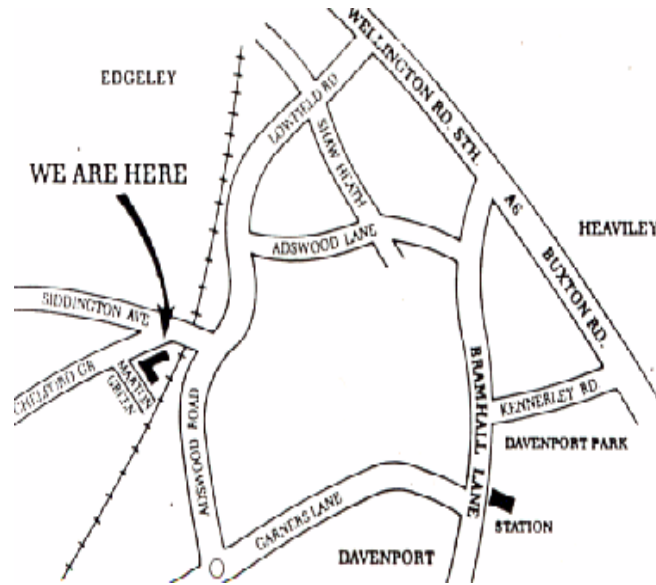 EDGELEY
WELLINGTON RD. STH.
LOWFIELD RD
SHAW HEATH
WE ARE HERE
A6
HEAVILEY
ADSWOOD LANE
BUXTON RD.
SIDDINGTON AVE
CHELFORD GR
MARTON
GREEN
ADSWOOD ROAD
BRAMHALL LANE
KENNERLEY RD
DAVENPORT PARK
GARNERS LANE
STATION
DAVENPORT